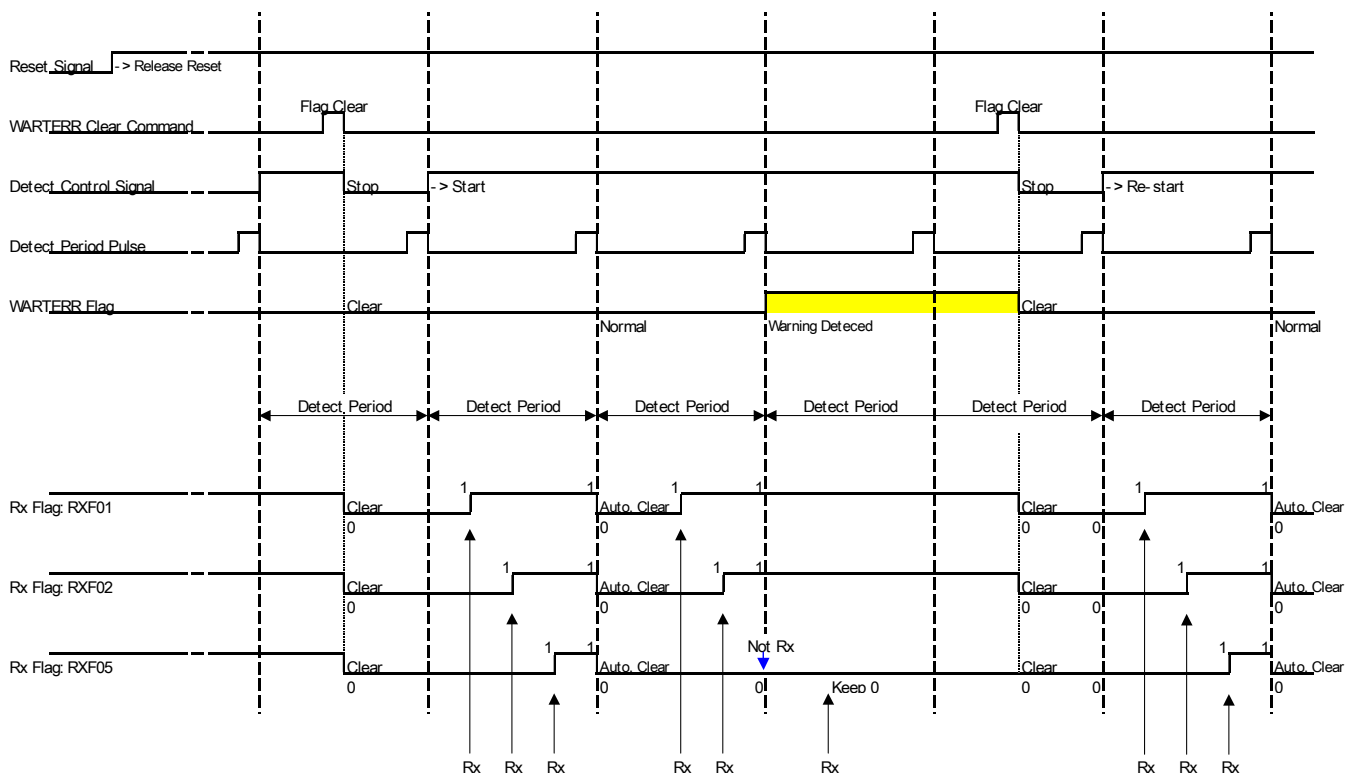 Reset Signal -> Release Reset
Flag Clear Flag Clear
WARTERR Clear Command
Detect Control Signal Stop -> Start Stop -> Re-start
Detect Period Pulse
WARTERR Flag Clear Clear
Normal Warning Deteced Normal
Detect Period Detect Period Detect Period Detect Period Detect Period Detect Period
1 1 1 1 1 1
Rx Flag: RXF01 Clear Auto. Clear Clear Auto. Clear
0 0 0 0 0
1 1 1 1 1 1
Rx Flag: RXF02 Clear Auto. Clear Clear Auto. Clear
0 0 0 0 0
1 1 Not Rx 1 1
Rx Flag: RXF05 Clear Auto. Clear Clear Auto. Clear
0 0 0 Keep 0 0 0 0
Rx Rx Rx Rx Rx Rx Rx Rx Rx